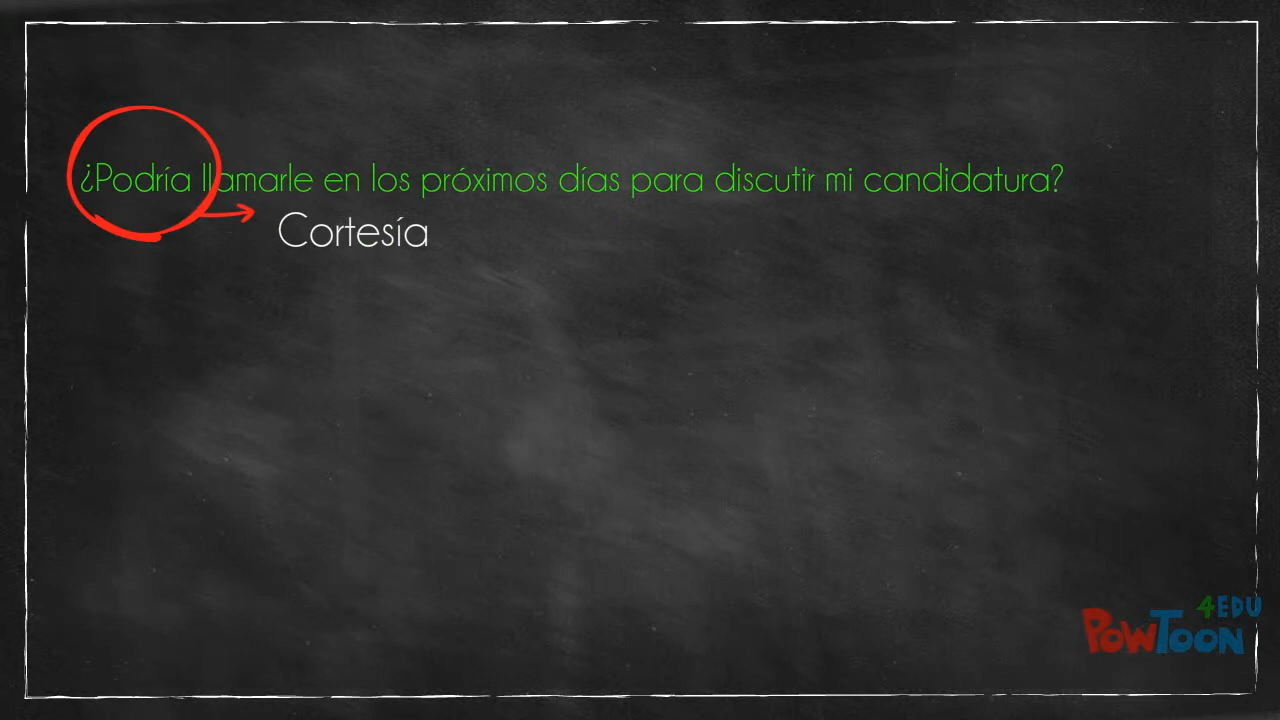 ¿Podría llamarle en los próximos días para discutir mi candidatura?
Cortesía
4EDU
POWTOON